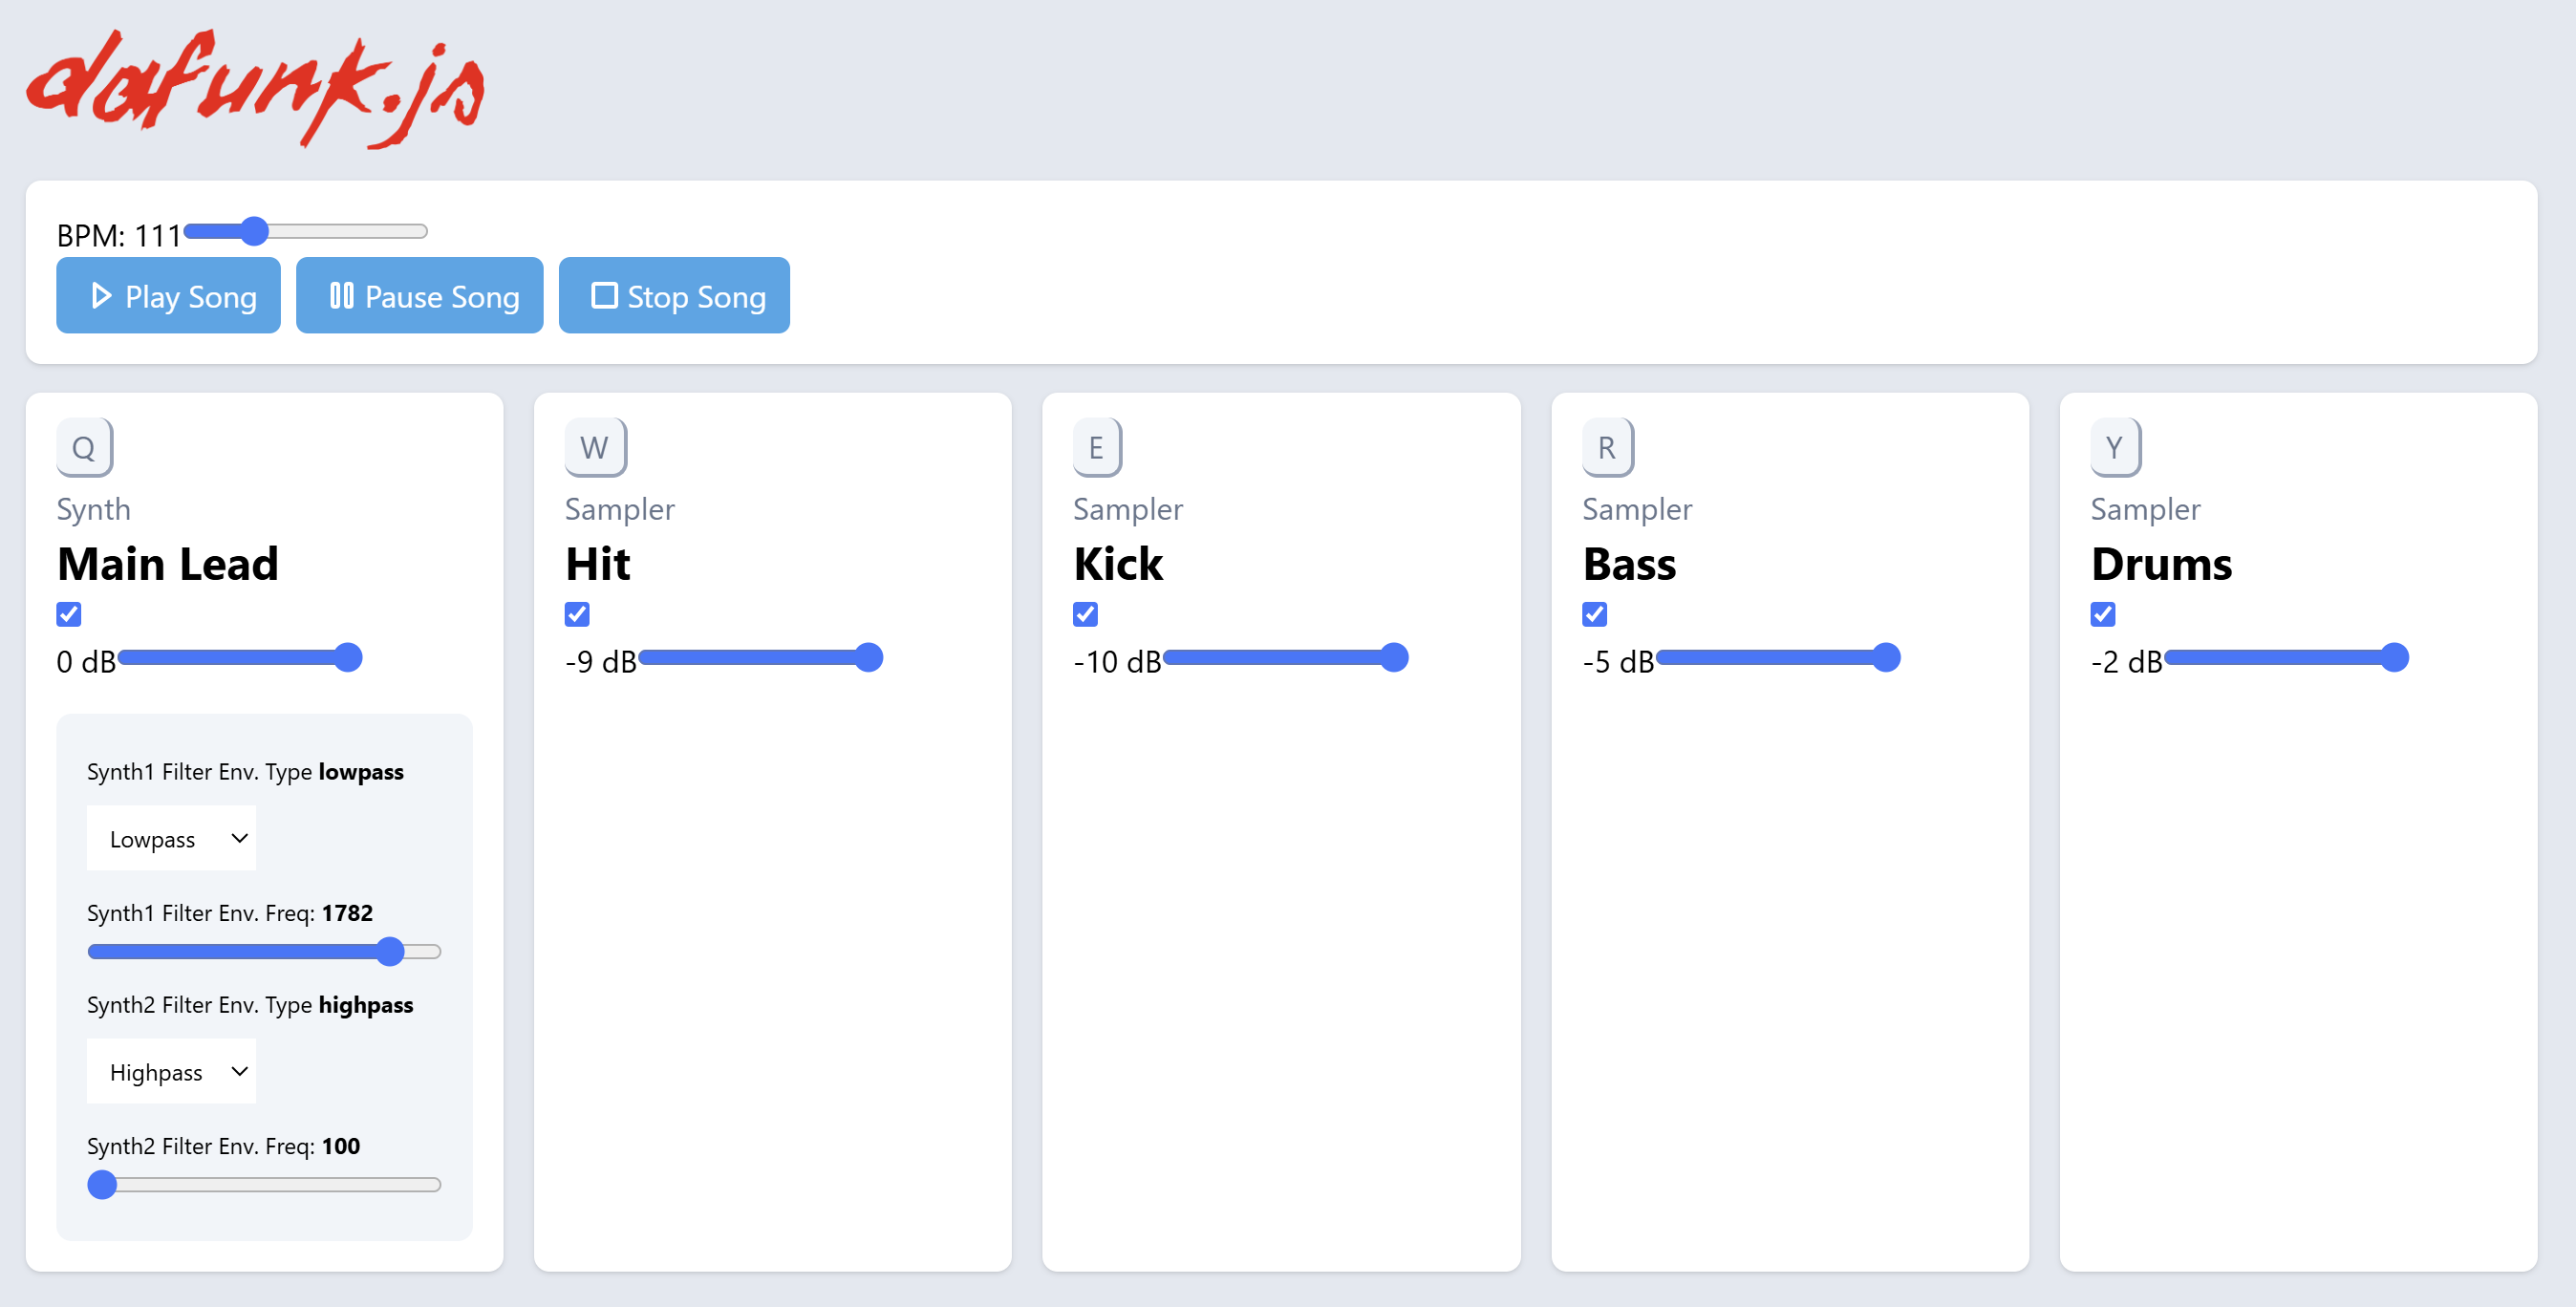 dafunk.js
BPM: 111
Play Song
Pause Song
Stop Song
Q
Synth
Main Lead
0 dB
Synth1 Filter Env. Type lowpass
Lowpass
Synth1 Filter Env. Freq: 1782
Synth2 Filter Env. Type highpass
Highpass
Synth2 Filter Env. Freq: 100
W
Sampler
Hit
-9 dB
E
Sampler
Kick
-10 dB
R
Sampler
Bass
-5 dB
Y
Sampler
Drums
-2 dB